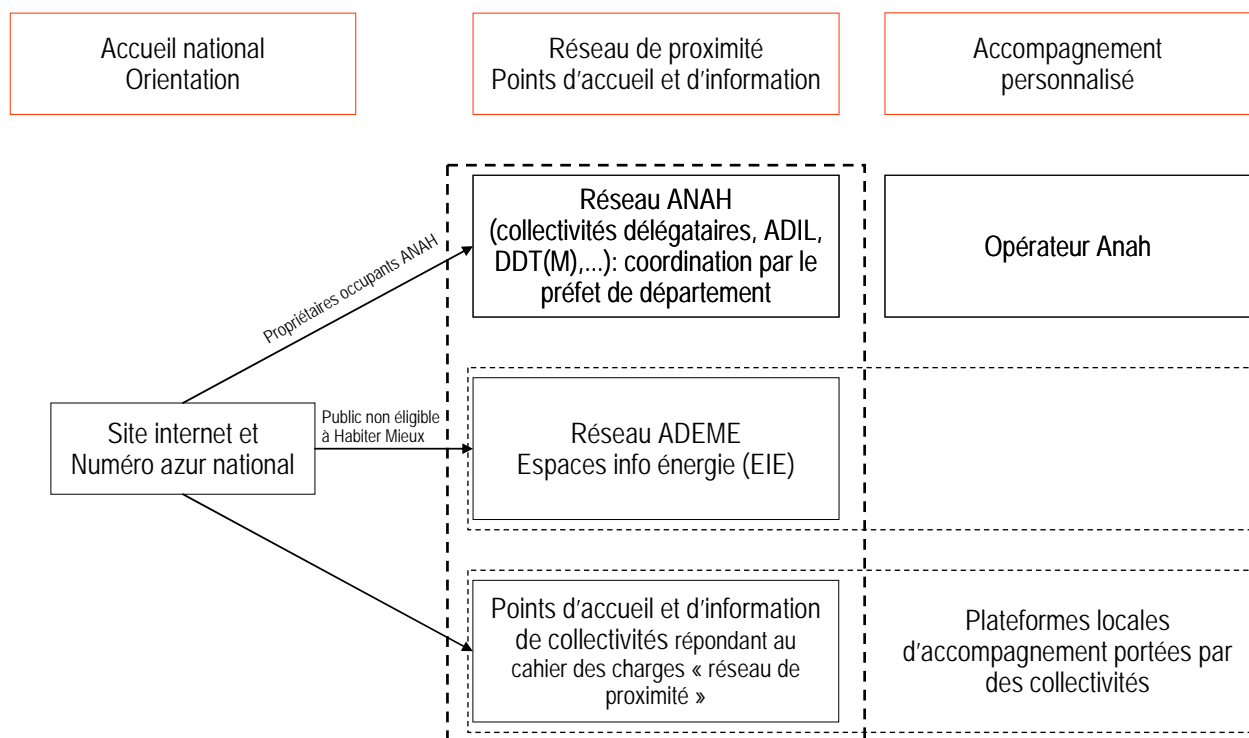 Accueil national
Orientation
Réseau de proximité
Points d'accueil et d'information
Accompagnement
personnalisé
Propriétaires occupants ANAH
Réseau ANAH
(collectivités délégataires, ADIL,
DDT(M),...): coordination par le
préfet de département
Opérateur Anah
Site internet et
Numéro azur national
Public non éligible
à Habiter Mieux
Réseau ADEME
Espaces info énergie (EIE)
Points d'accueil et d'information
de collectivités répondant au
cahier des charges « réseau de
proximité »
Plateformes locales
d'accompagnement portées par
des collectivités